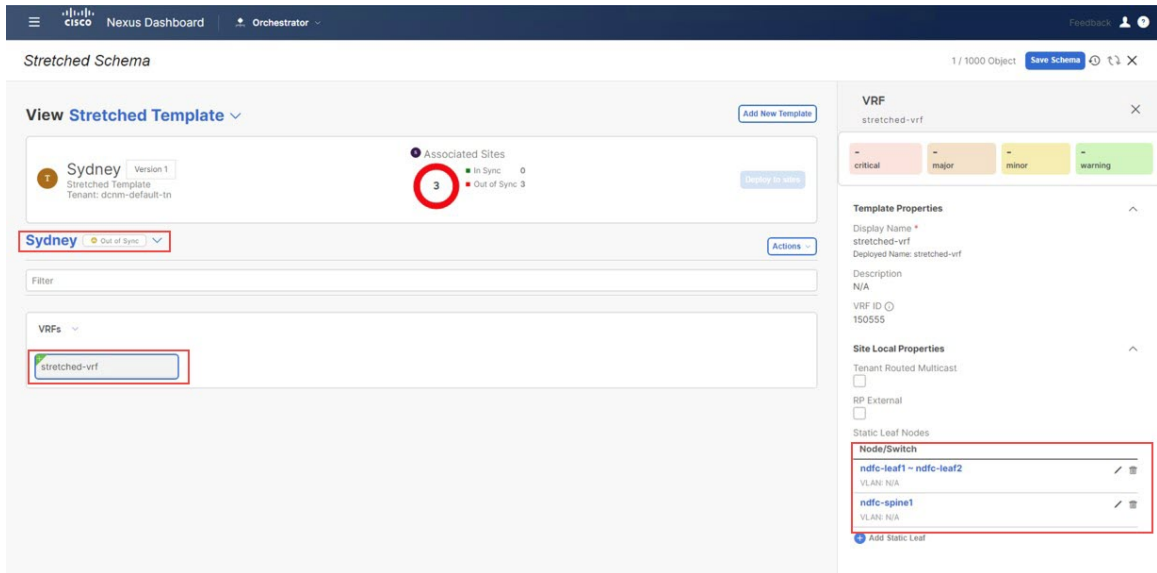 cisco Nexus Dashboard Orchestrator Feedback
Stretched Schema 1 / 1000 Object Save Schema
View Stretched Template Add New Template
T Sydney Version 1
Stretched Template
Tenant: dcnm-default-tn
Associated Sites
3
In Sync 0
Out of Sync 3
Deploy to sites
Sydney Out of Sync Actions
Filter
VRFs
stretched-vrf
VRF
stretched-vrf
- - - -
critical major minor warning
Template Properties
Display Name *
stretched-vrf
Deployed Name: stretched-vrf
Description
N/A
VRF ID
150555
Site Local Properties
Tenant Routed Multicast
RP External
Static Leaf Nodes
Node/Switch
ndfc-leaf1 ~ ndfc-leaf2
VLAN: N/A
ndfc-spine1
VLAN: N/A
Add Static Leaf